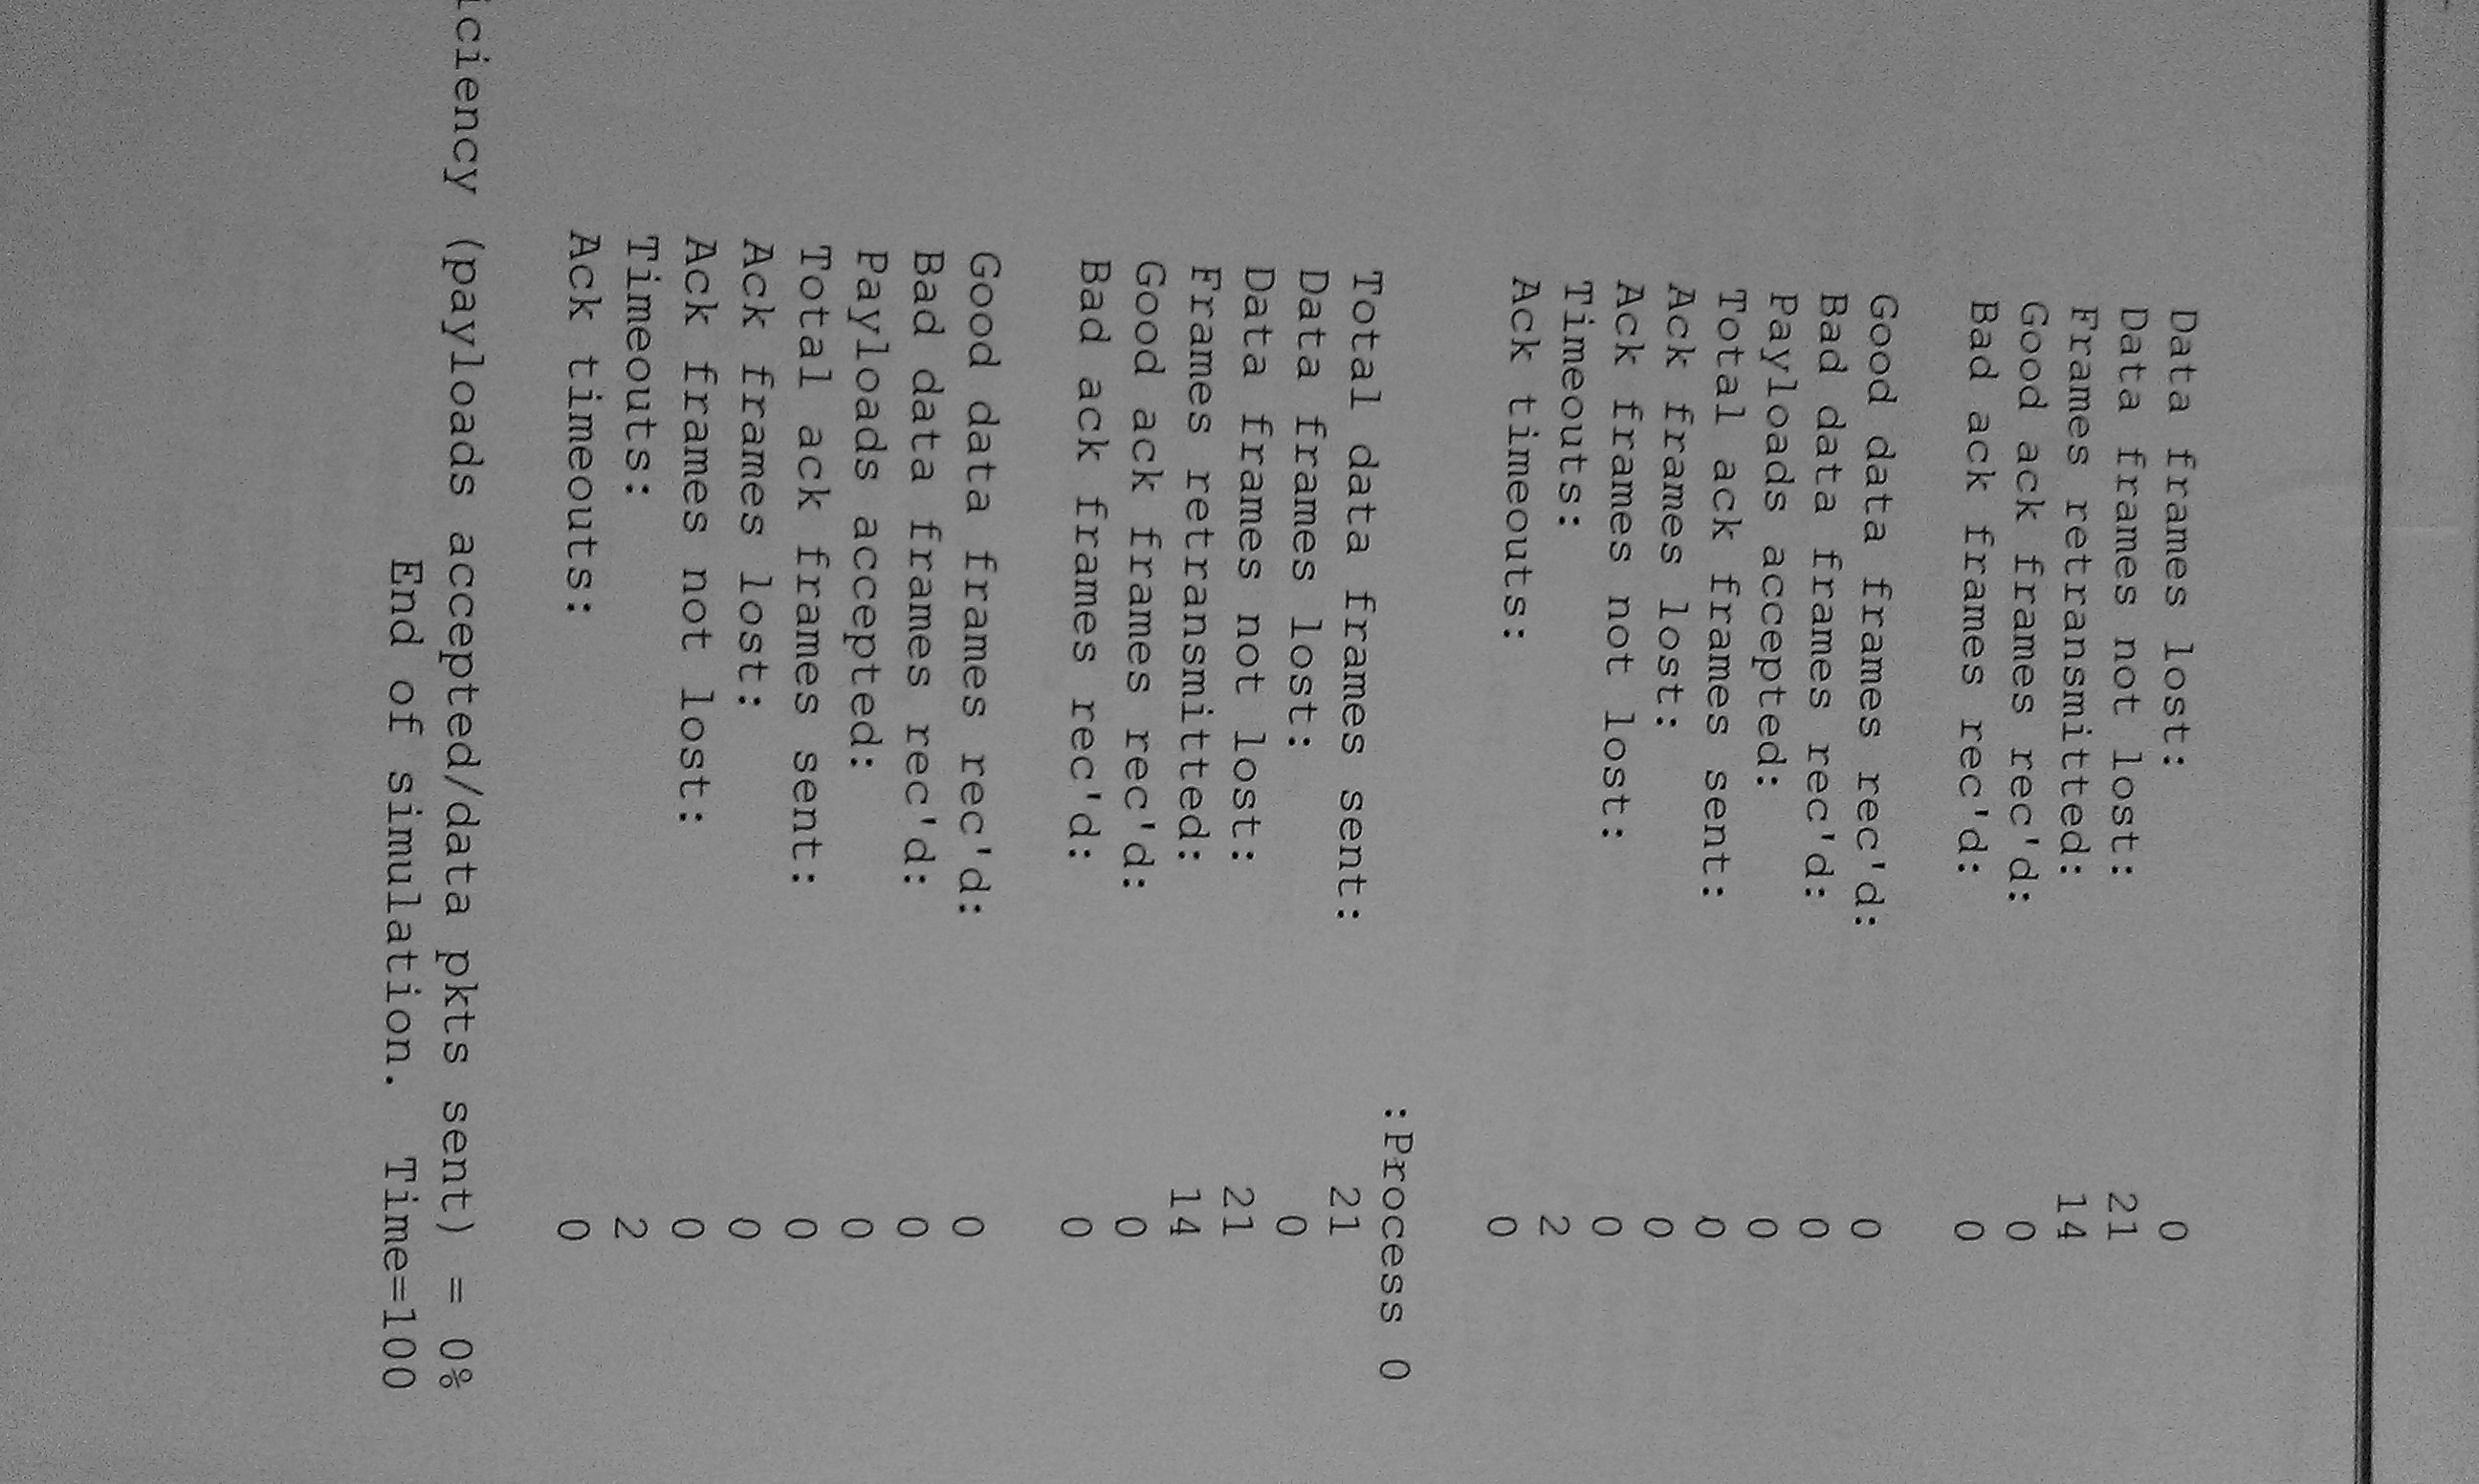 Data frames lost: 0
Data frames not lost: 21
Frames retransmitted: 14
Good ack frames rec'd: 0
Bad ack frames rec'd: 0
Good data frames rec'd: 0
Bad data frames rec'd: 0
Payloads accepted: 0
Total ack frames sent: 0
Ack frames lost: 0
Ack frames not lost: 0
Timeouts: 2
Ack timeouts: 0
:Process 0
Total data frames sent: 21
Data frames lost: 0
Data frames not lost: 21
Frames retransmitted: 14
Good ack frames rec'd: 0
Bad ack frames rec'd: 0
Good data frames rec'd: 0
Bad data frames rec'd: 0
Payloads accepted: 0
Total ack frames sent: 0
Ack frames lost: 0
Ack frames not lost: 0
Timeouts: 2
Ack timeouts: 0
iciency (payloads accepted/data pkts sent) = 0%
End of simulation. Time=100